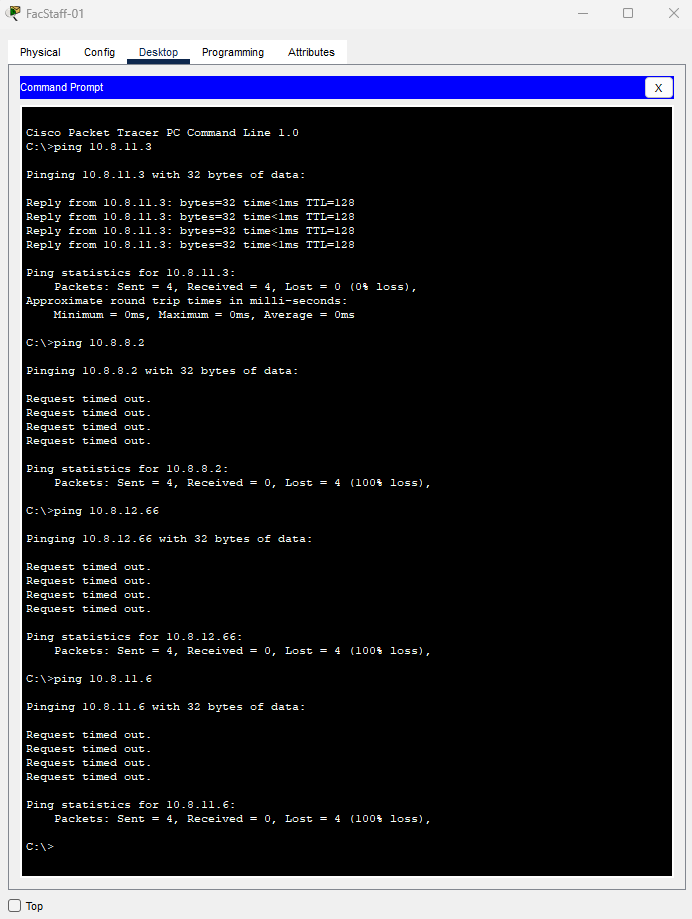 FacStaff-01
Physical Config Desktop Programming Attributes
Command Prompt X
Cisco Packet Tracer PC Command Line 1.0
C:\>ping 10.8.11.3
Pinging 10.8.11.3 with 32 bytes of data:
Reply from 10.8.11.3: bytes=32 time<1ms TTL=128
Reply from 10.8.11.3: bytes=32 time<1ms TTL=128
Reply from 10.8.11.3: bytes=32 time<1ms TTL=128
Reply from 10.8.11.3: bytes=32 time<1ms TTL=128
Ping statistics for 10.8.11.3:
Packets: Sent = 4, Received = 4, Lost = 0 (0% loss),
Approximate round trip times in milli-seconds:
Minimum = 0ms, Maximum = 0ms, Average = 0ms
C:\>ping 10.8.8.2
Pinging 10.8.8.2 with 32 bytes of data:
Request timed out.
Request timed out.
Request timed out.
Request timed out.
Ping statistics for 10.8.8.2:
Packets: Sent = 4, Received = 0, Lost = 4 (100% loss),
C:\>ping 10.8.12.66
Pinging 10.8.12.66 with 32 bytes of data:
Request timed out.
Request timed out.
Request timed out.
Request timed out.
Ping statistics for 10.8.12.66:
Packets: Sent = 4, Received = 0, Lost = 4 (100% loss),
C:\>ping 10.8.11.6
Pinging 10.8.11.6 with 32 bytes of data:
Request timed out.
Request timed out.
Request timed out.
Request timed out.
Ping statistics for 10.8.11.6:
Packets: Sent = 4, Received = 0, Lost = 4 (100% loss),
C:\>
Top